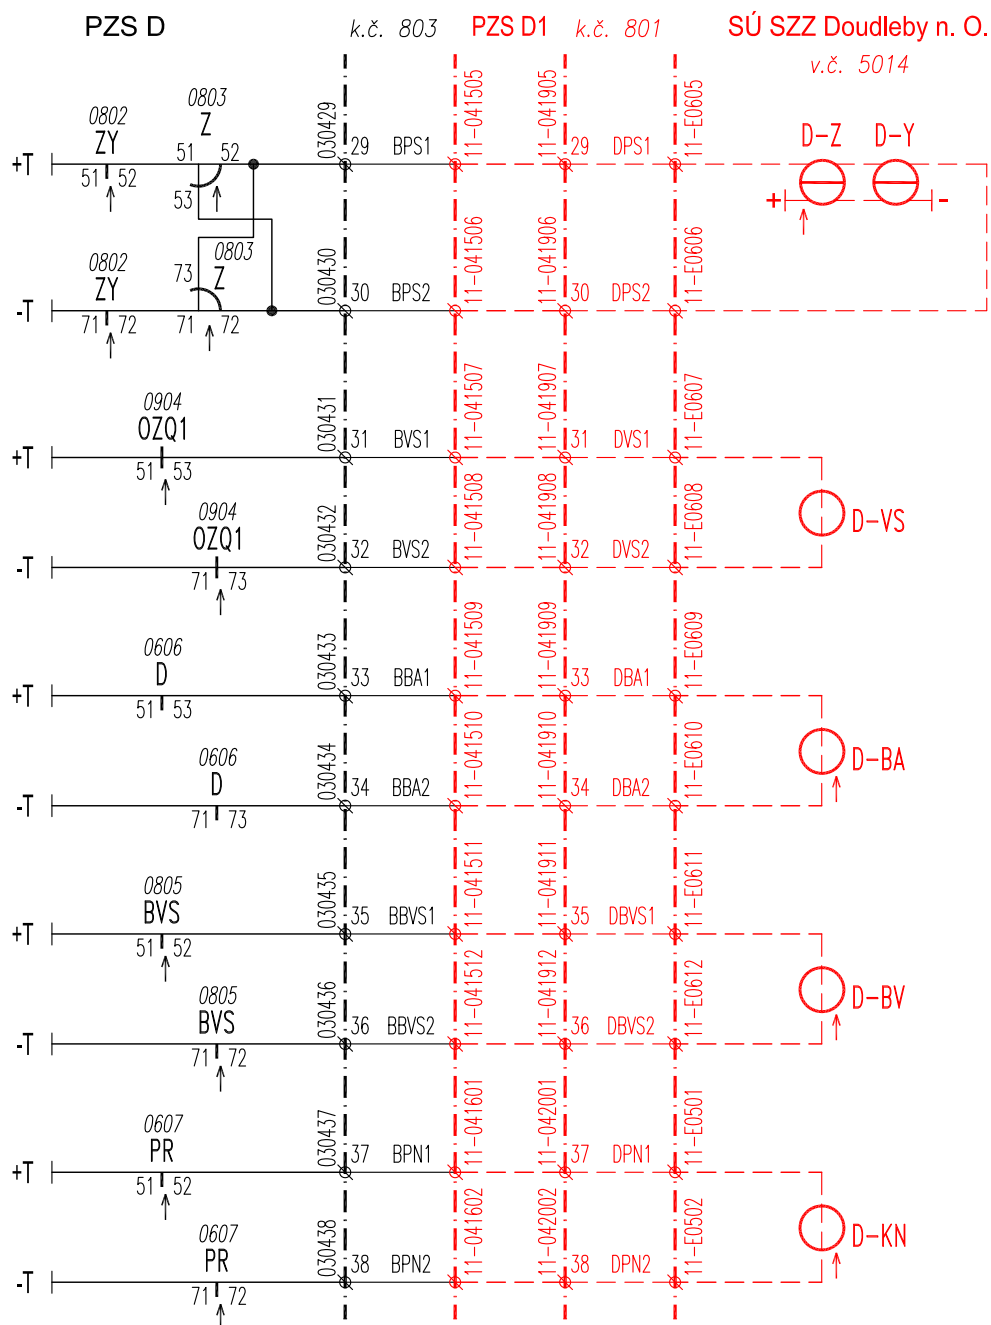 PZS D k.č. 803 PZS D1 k.č. 801 SÚ SZZ Doudleby n. O.
v.č. 5014
0802 ZY 0803 Z 030429 11-041505 11-041905 11-E0605 D-Z D-Y
+T 51 52 51 52 53 29 BPS1 29 DPS1 + -
0802 ZY 73 0803 Z 030430 11-041506 11-041906 11-E0606
-T 71 72 71 72 30 BPS2 30 DPS2
0904 OZQ1 030431 11-041507 11-041907 11-E0607
+T 51 53 31 BVS1 31 DVS1
0904 OZQ1 030432 11-041508 11-041908 11-E0608 D-VS
-T 71 73 32 BVS2 32 DVS2
0606 D 030433 11-041509 11-041909 11-E0609
+T 51 53 33 BBA1 33 DBA1
0606 D 030434 11-041510 11-041910 11-E0610 D-BA
-T 71 73 34 BBA2 34 DBA2
0805 BVS 030435 11-041511 11-041911 11-E0611
+T 51 52 35 BBVS1 35 DBVS1
0805 BVS 030436 11-041512 11-041912 11-E0612 D-BV
-T 71 72 36 BBVS2 36 DBVS2
0607 PR 030437 11-041601 11-042001 11-E0501
+T 51 52 37 BPN1 37 DPN1
0607 PR 030438 11-041602 11-042002 11-E0502 D-KN
-T 71 72 38 BPN2 38 DPN2